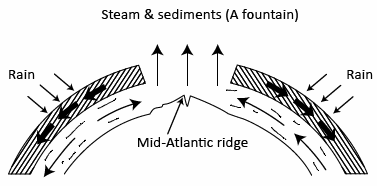 Steam & sediments (A fountain)
Rain
Rain
Mid-Atlantic ridge